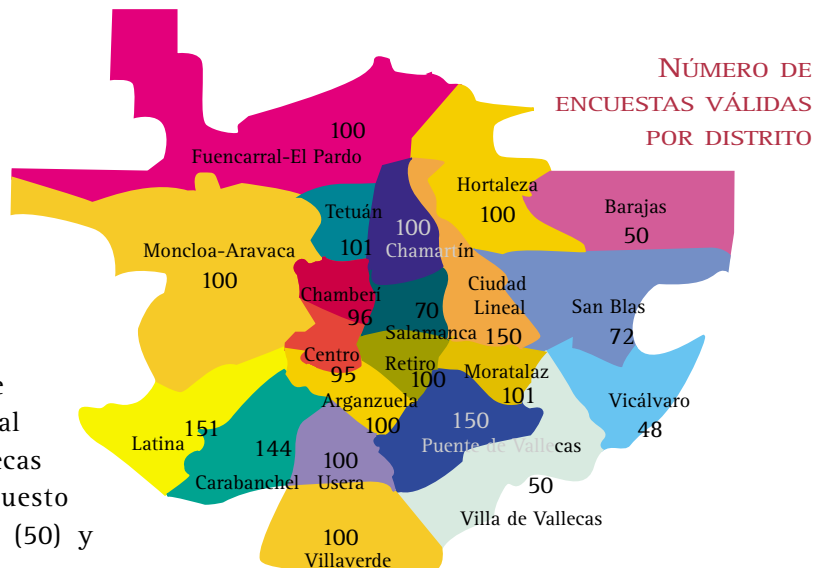 NÚMERO DE
ENCUESTAS VÁLIDAS
POR DISTRITO
100
Fuencarral-El Pardo
Hortaleza
100
Barajas
50
Tetuán
101
100
Chamartín
Moncloa-Aravaca
100
Chamberí
96
70
Salamanca
Ciudad
Lineal
150
San Blas
72
Centro
95
Retiro
100
Moratalaz
101
Vicálvaro
48
Arganzuela
100
150
Puente de Vallecas
Latina
151
144
Carabanchel
100
Usera
50
Villa de Vallecas
100
Villaverde
e
al
ecas
uesto
(50) y